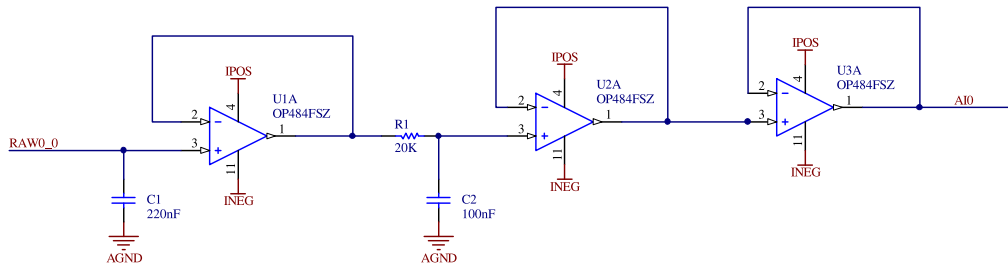 RAW0_0
C1
220nF
AGND
IPOS
4
U1A
OP484FSZ
2
3
1
11
INEG
R1
20K
C2
100nF
AGND
IPOS
4
U2A
OP484FSZ
2
3
1
11
INEG
IPOS
4
U3A
OP484FSZ
2
3
1
11
INEG
AI0